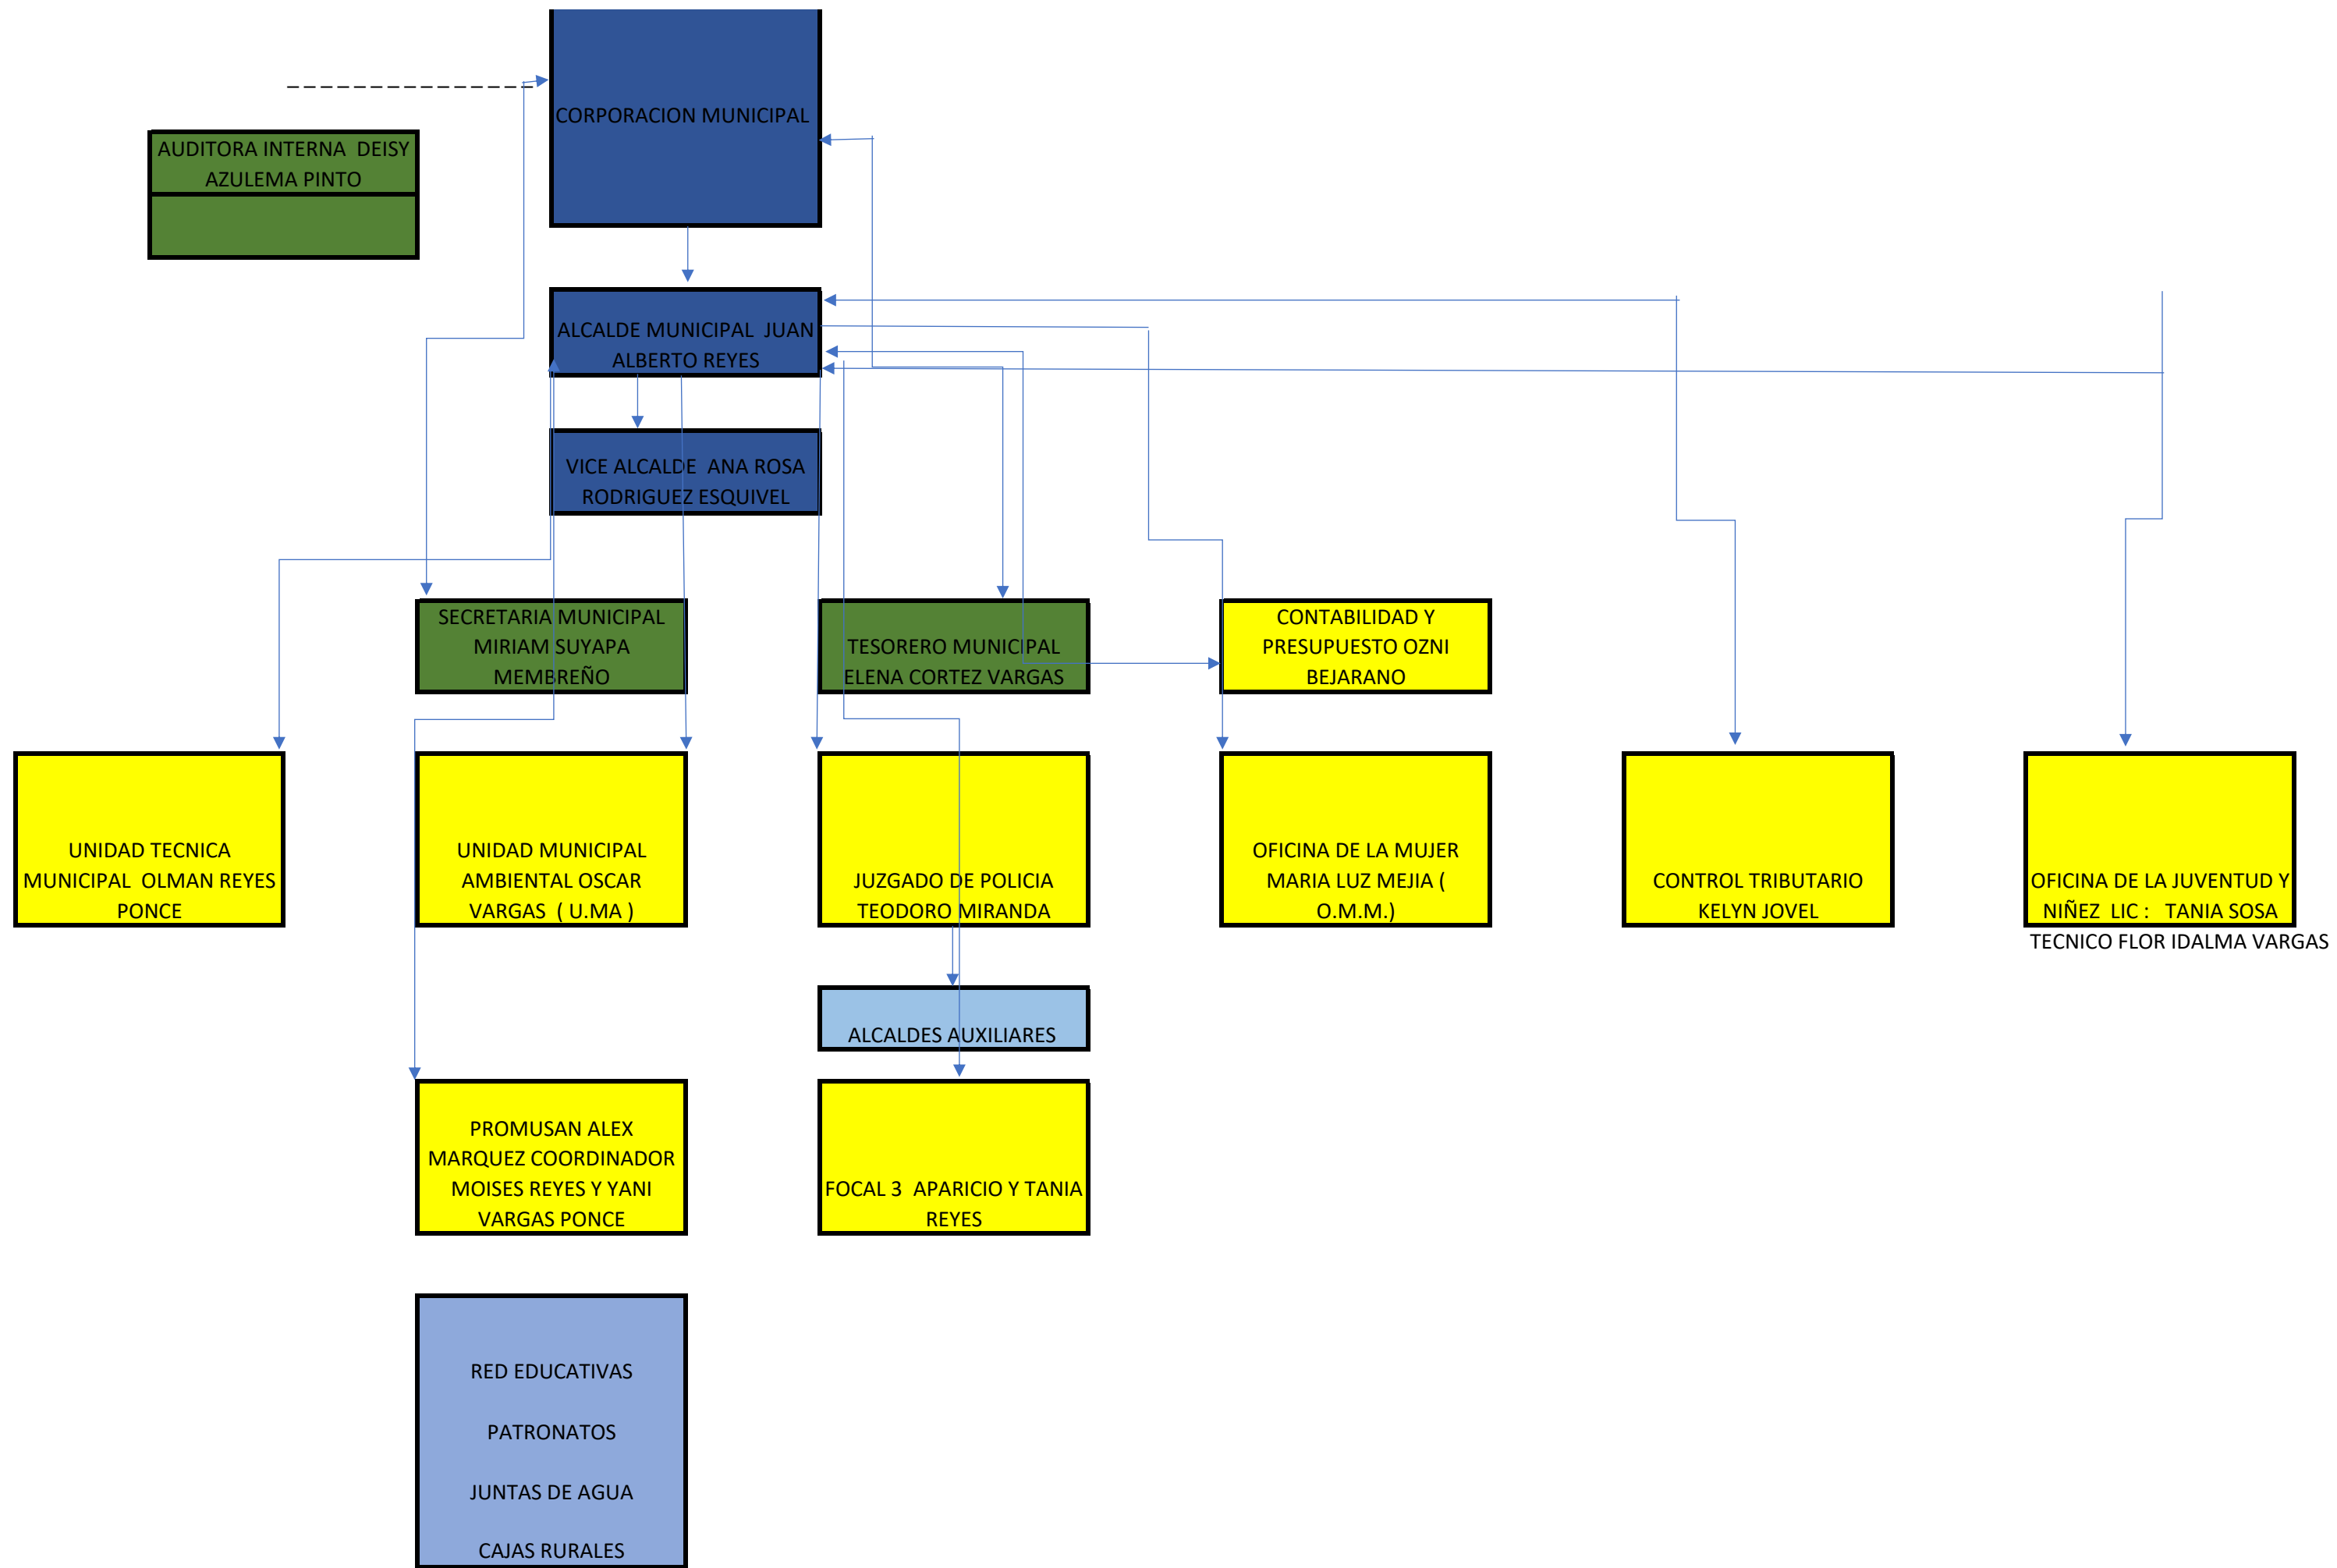 CORPORACION MUNICIPAL
AUDITORA INTERNA DEISY
AZULEMA PINTO
ALCALDE MUNICIPAL JUAN
ALBERTO REYES
VICE ALCALDE ANA ROSA
RODRIGUEZ ESQUIVEL
SECRETARIA MUNICIPAL
MIRIAM SUYAPA
MEMBREÑO
TESORERO MUNICIPAL
ELENA CORTEZ VARGAS
CONTABILIDAD Y
PRESUPUESTO OZNI
BEJARANO
UNIDAD TECNICA
MUNICIPAL OLMAN REYES
PONCE
UNIDAD MUNICIPAL
AMBIENTAL OSCAR
VARGAS ( U.MA )
JUZGADO DE POLICIA
TEODORO MIRANDA
OFICINA DE LA MUJER
MARIA LUZ MEJIA (
O.M.M.)
CONTROL TRIBUTARIO
KELYN JOVEL
OFICINA DE LA JUVENTUD Y
NIÑEZ LIC : TANIA SOSA
TECNICO FLOR IDALMA VARGAS
ALCALDES AUXILIARES
PROMUSAN ALEX
MARQUEZ COORDINADOR
MOISES REYES Y YANI
VARGAS PONCE
FOCAL 3 APARICIO Y TANIA
REYES
RED EDUCATIVAS
PATRONATOS
JUNTAS DE AGUA
CAJAS RURALES